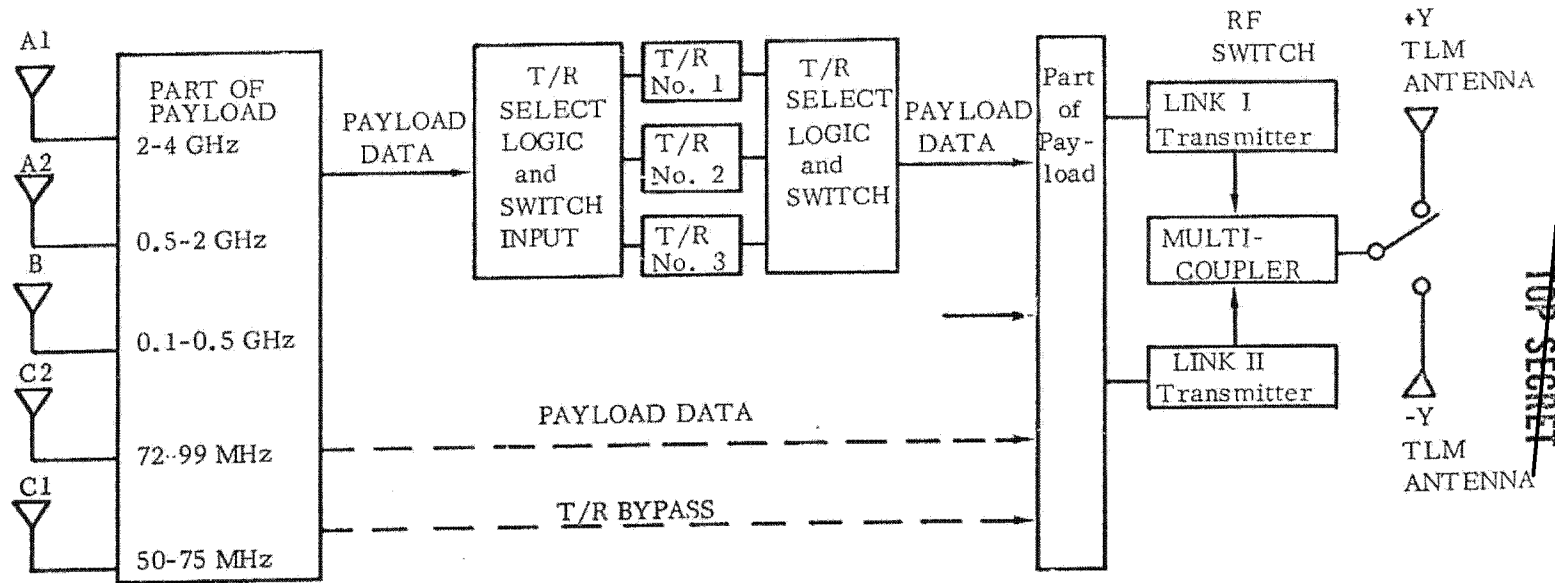 A1
A2
B
C2
C1
PART OF
PAYLOAD
2-4 GHz
0.5-2 GHz
0.1-0.5 GHz
72-99 MHz
50-75 MHz
PAYLOAD
DATA
T/R
SELECT
LOGIC
and
SWITCH
INPUT
T/R
No. 1
T/R
No. 2
T/R
No. 3
T/R
SELECT
LOGIC
and
SWITCH
PAYLOAD
DATA
PAYLOAD DATA
T/R BYPASS
Part
of
Pay-
load
RF
SWITCH
LINK I
Transmitter
MULTI-
COUPLER
LINK II
Transmitter
+Y
TLM
ANTENNA
-Y
TLM
ANTENNA
TOP SECRET